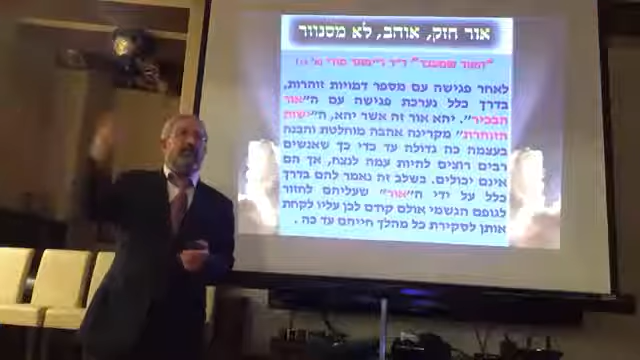 אור חזק, אוהב, לא מסנוור
לאחר פגישה עם מספר דמויות זוהרות,
בדרך כלל נערכת פגישה עם ה"אור
הבכיר". יהא אור זה אשר יהא, ה"ישות
הזוהרת" מקרינה אהבה מוחלטת והבנה
בעצמה כה גדולה עד כדי כך שאנשים
רבים רוצים להיות עמה לנצח, אך הם
אינם יכולים. בשלב זה נאמר להם בדרך
כלל על ידי ה"אור" שעליהם לחזור
לגופם הגשמי אולם קודם לכן עליו לקחת
אותן לסקירת כל מהלך חייהם עד כה .